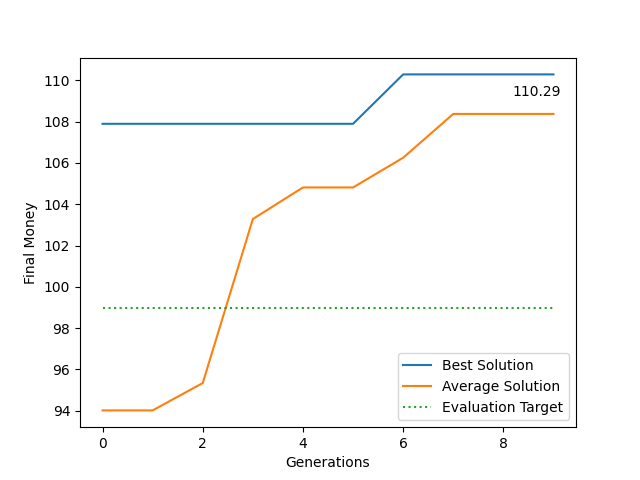 110
108
106
104
102
100
98
96
94
Final Money
110.29
Best Solution
Average Solution
Evaluation Target
0 2 4 6 8
Generations